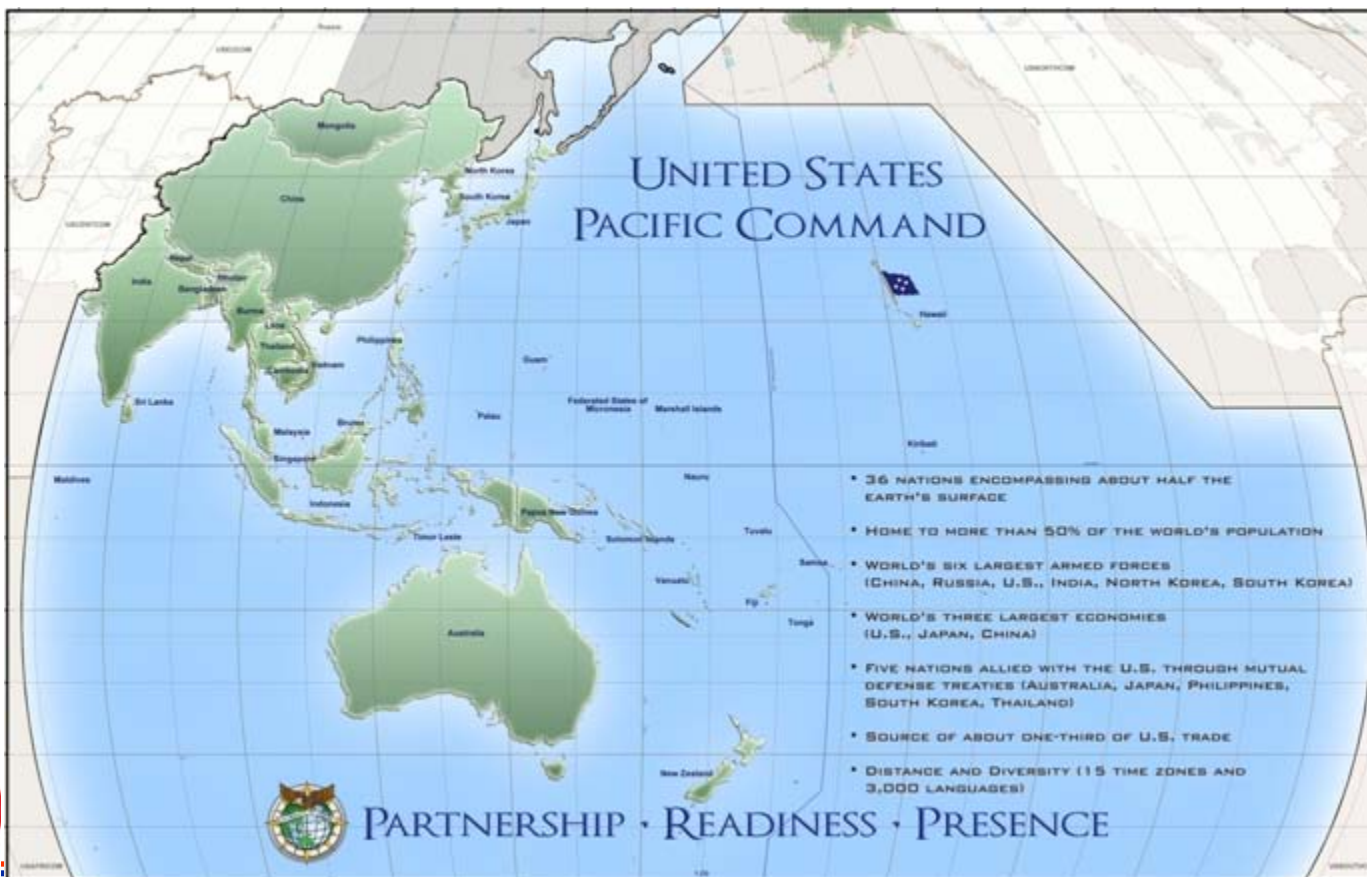 Russia
USEUCOM
USNORTHCOM
Mongolia
UNITED STATES
PACIFIC COMMAND
North Korea
South Korea
Japan
China
USCENTCOM
Nepal
Bhutan
India
Bangladesh
Burma
Hawaii
Laos
Philippines
Thailand
Vietnam
Cambodia
Guam
Sri Lanka
Federated States of
Micronesia
Marshall Islands
Palau
Brunei
Malaysia
Kiribati
Singapore
Maldives
Nauru
Indonesia
Papua New Guinea
Timor Leste
Solomon Islands
Tuvalu
Samoa
Vanuatu
Fiji
Tonga
Australia
New Zealand
• 36 NATIONS ENCOMPASSING ABOUT HALF THE
EARTH'S SURFACE
• HOME TO MORE THAN 50% OF THE WORLD'S POPULATION
• WORLD'S SIX LARGEST ARMED FORCES
(CHINA, RUSSIA, U.S., INDIA, NORTH KOREA, SOUTH KOREA)
• WORLD'S THREE LARGEST ECONOMIES
(U.S., JAPAN, CHINA)
• FIVE NATIONS ALLIED WITH THE U.S. THROUGH MUTUAL
DEFENSE TREATIES (AUSTRALIA, JAPAN, PHILIPPINES,
SOUTH KOREA, THAILAND)
• SOURCE OF ABOUT ONE-THIRD OF U.S. TRADE
• DISTANCE AND DIVERSITY (15 TIME ZONES AND
3,000 LANGUAGES)
PARTNERSHIP · READINESS · PRESENCE
USAFRICOM